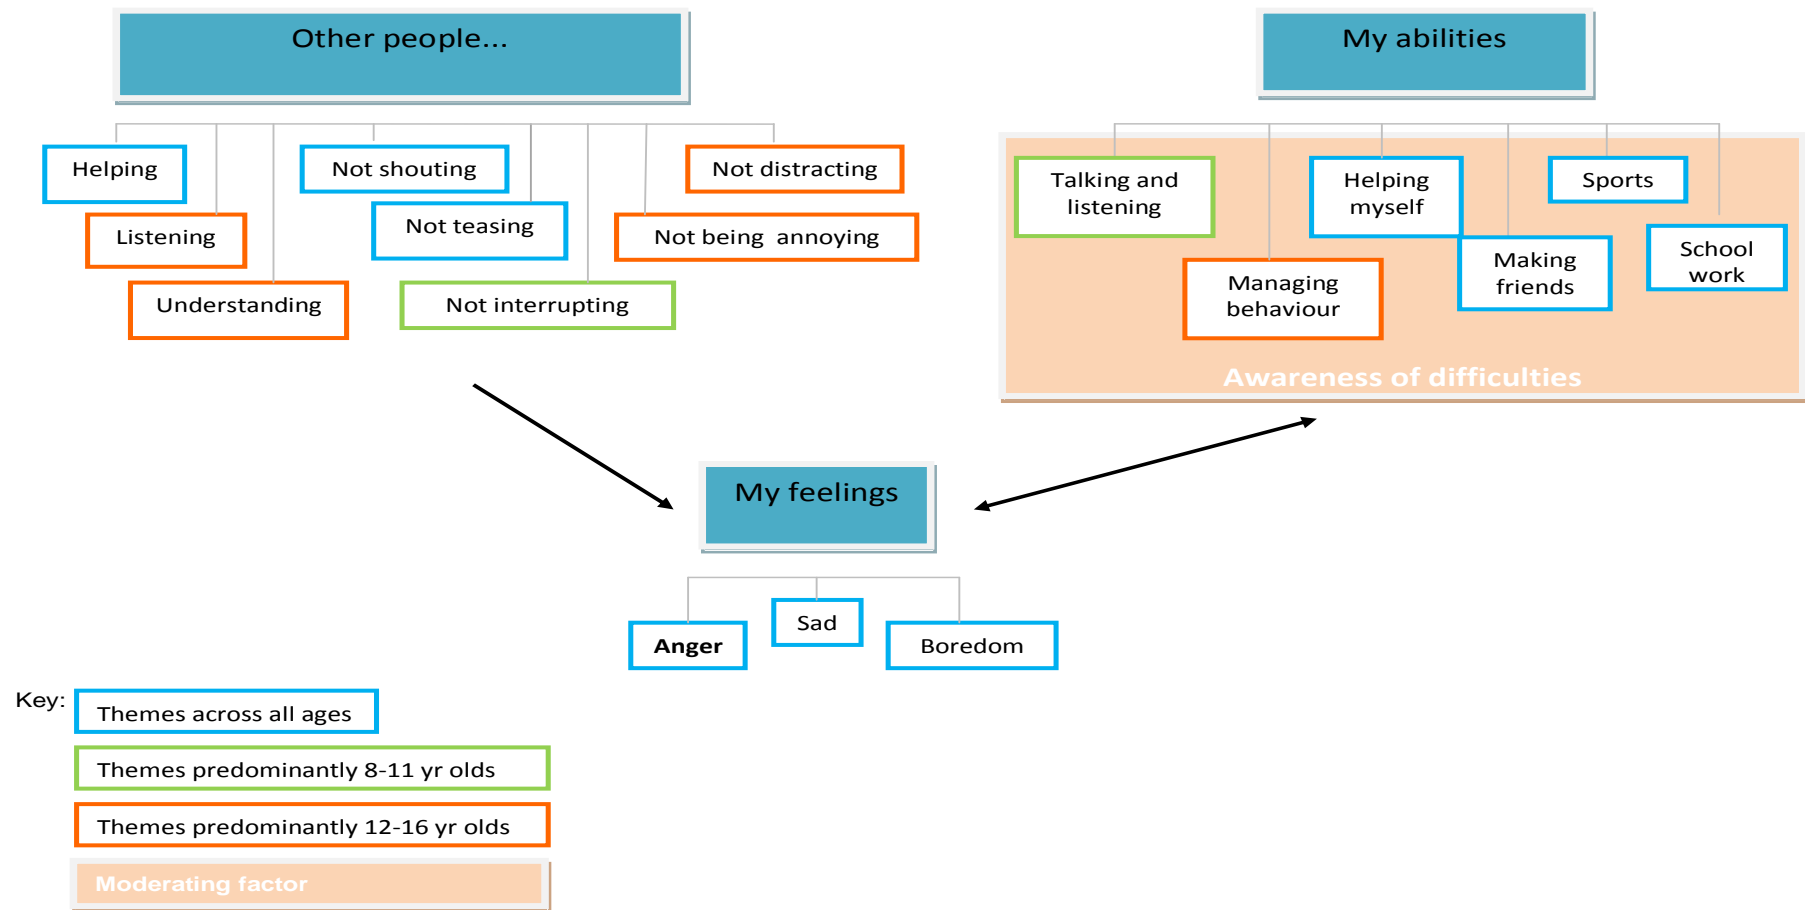 Other people...
My abilities
Helping
Not shouting
Not distracting
Listening
Not teasing
Not being annoying
Understanding
Not interrupting
Talking and
listening
Helping
myself
Sports
Managing
behaviour
Making
friends
School
work
Awareness of difficulties
My feelings
Anger
Sad
Boredom
Key:
Themes across all ages
Themes predominantly 8-11 yr olds
Themes predominantly 12-16 yr olds
Moderating factor